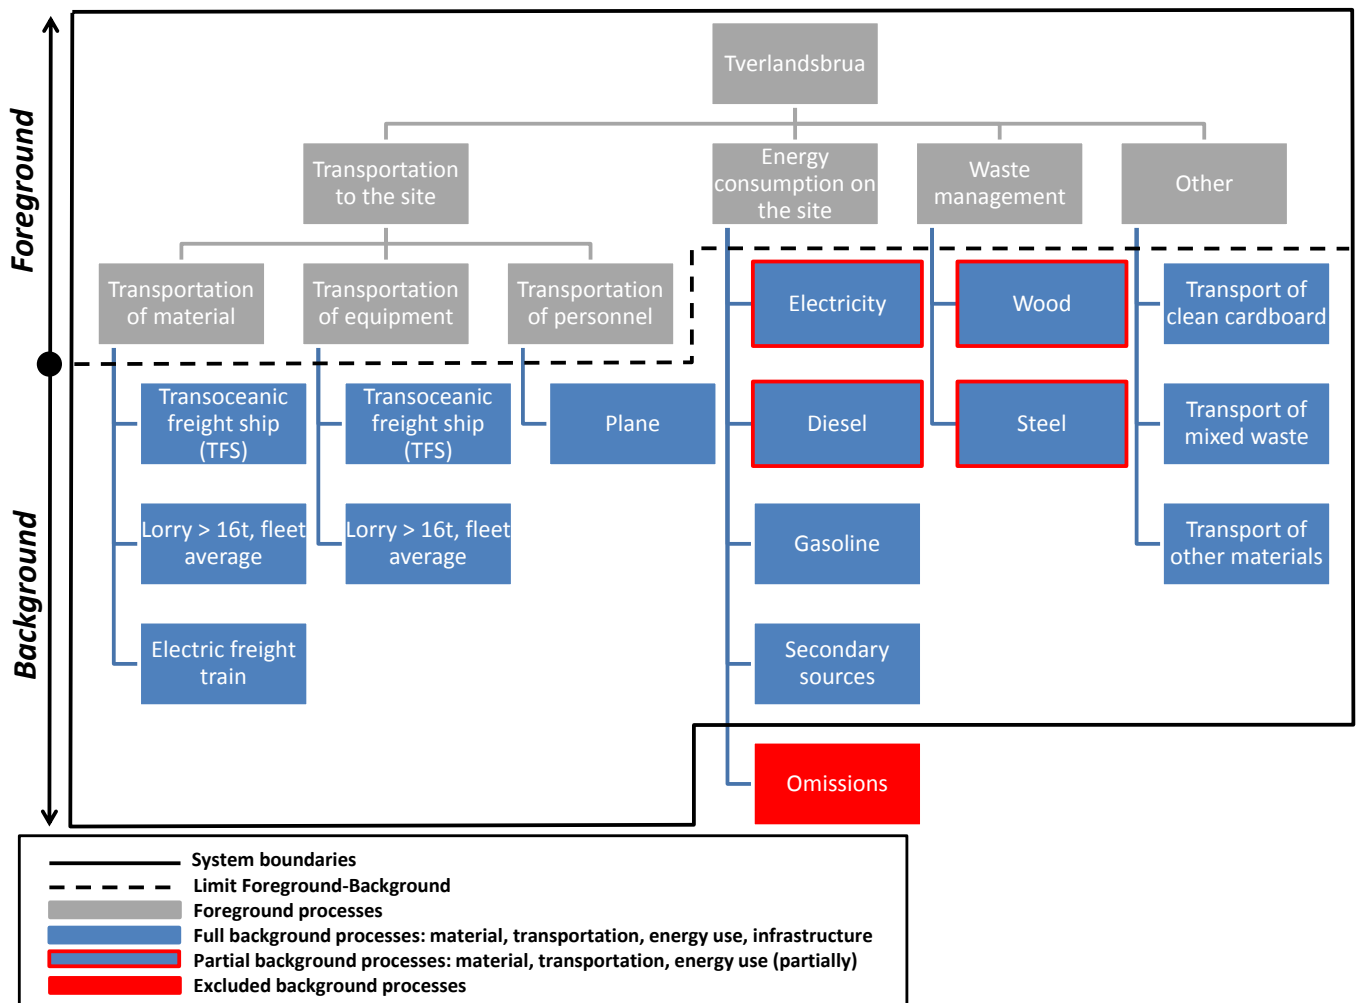 Foreground
Background
Tverlandsbrua
Transportation
to the site
Energy
consumption on
the site
Waste
management
Other
Transportation
of material
Transportation
of equipment
Transportation
of personnel
Electricity
Wood
Transport of
clean cardboard
Transoceanic
freight ship
(TFS)
Transoceanic
freight ship
(TFS)
Plane
Diesel
Steel
Transport of
mixed waste
Lorry > 16t, fleet
average
Lorry > 16t, fleet
average
Gasoline
Transport of
other materials
Electric freight
train
Secondary
sources
Omissions
System boundaries
Limit Foreground-Background
Foreground processes
Full background processes: material, transportation, energy use, infrastructure
Partial background processes: material, transportation, energy use (partially)
Excluded background processes